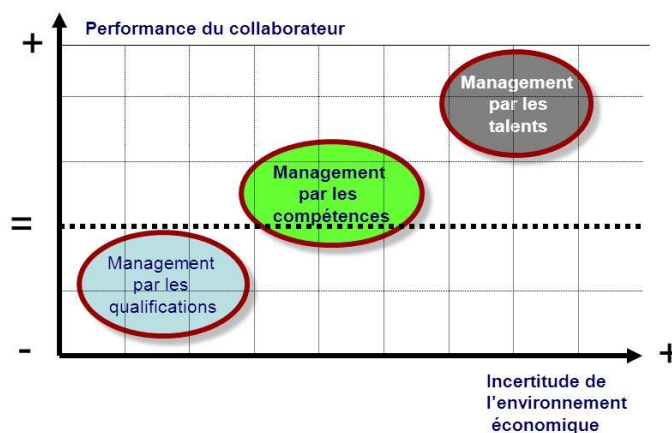 +
Performance du collaborateur
Management
par les
talents
Management
par les
compétences
=
Management
par les
qualifications
-
+
Incertitude de
l'environnement
économique